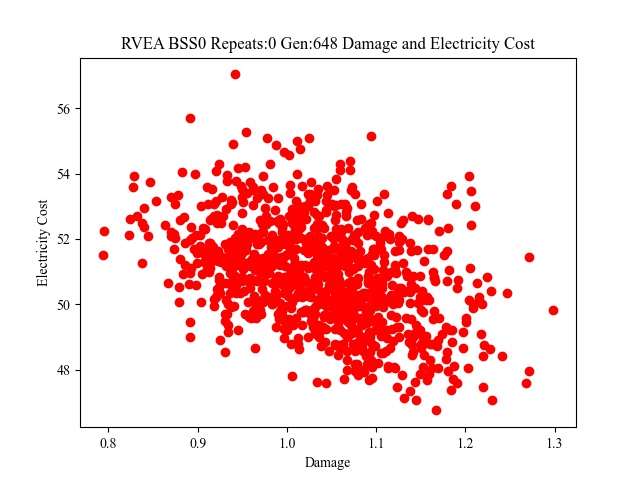 RVEA BSS0 Repeats:0 Gen:648 Damage and Electricity Cost
56
54
52
50
48
Electricity Cost
0.8 0.9 1.0 1.1 1.2 1.3
Damage